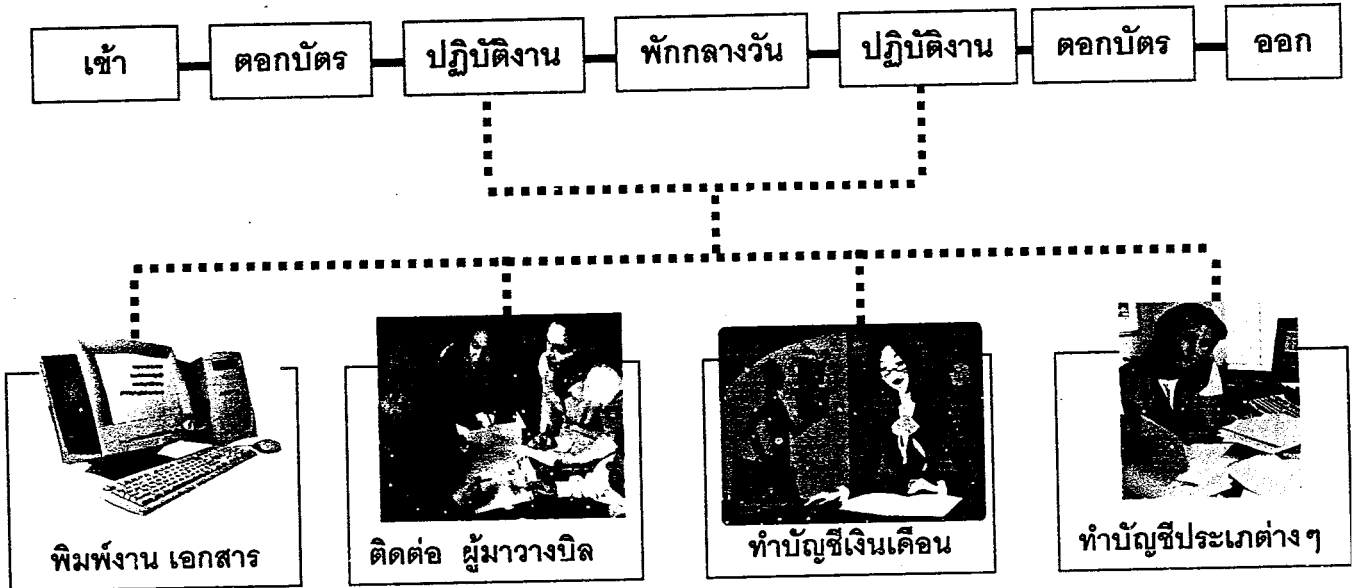 เข้า
ตอกบัตร
ปฏิบัติงาน
พักกลางวัน
ปฏิบัติงาน
ตอกบัตร
ออก
พิมพ์งาน เอกสาร
ติดต่อ ผู้มาวางบิล
ทำบัญชีเงินเดือน
ทำบัญชีประเภต่างๆ